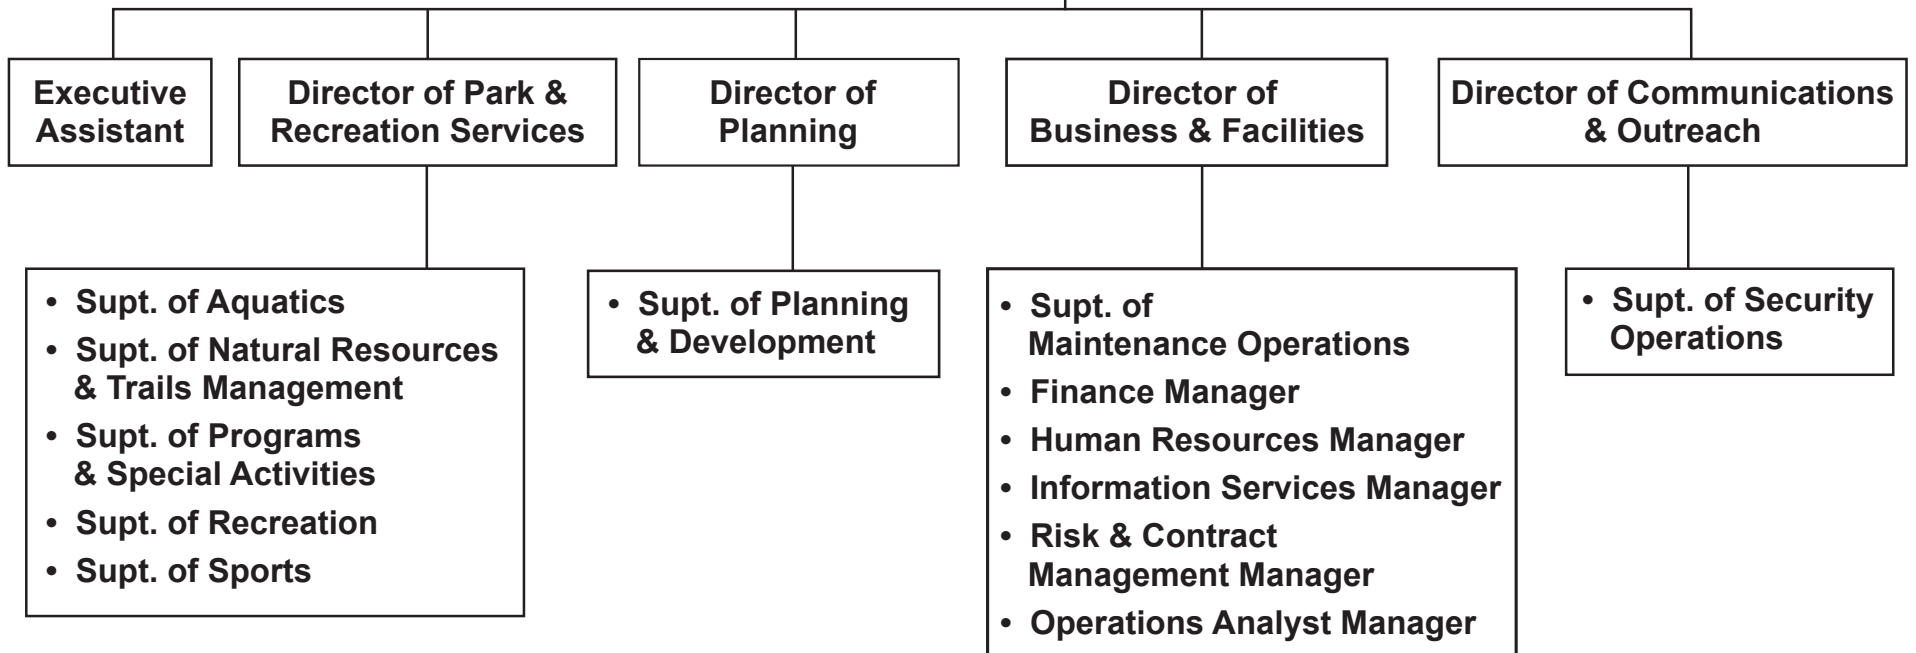 Executive
Assistant
Director of Park &
Recreation Services
Director of
Planning
Director of
Business & Facilities
Director of Communications
& Outreach
• Supt. of Aquatics
• Supt. of Natural Resources
& Trails Management
• Supt. of Programs
& Special Activities
• Supt. of Recreation
• Supt. of Sports
• Supt. of Planning
& Development
• Supt. of
Maintenance Operations
• Finance Manager
• Human Resources Manager
• Information Services Manager
• Risk & Contract
Management Manager
• Operations Analyst Manager
• Supt. of Security
Operations